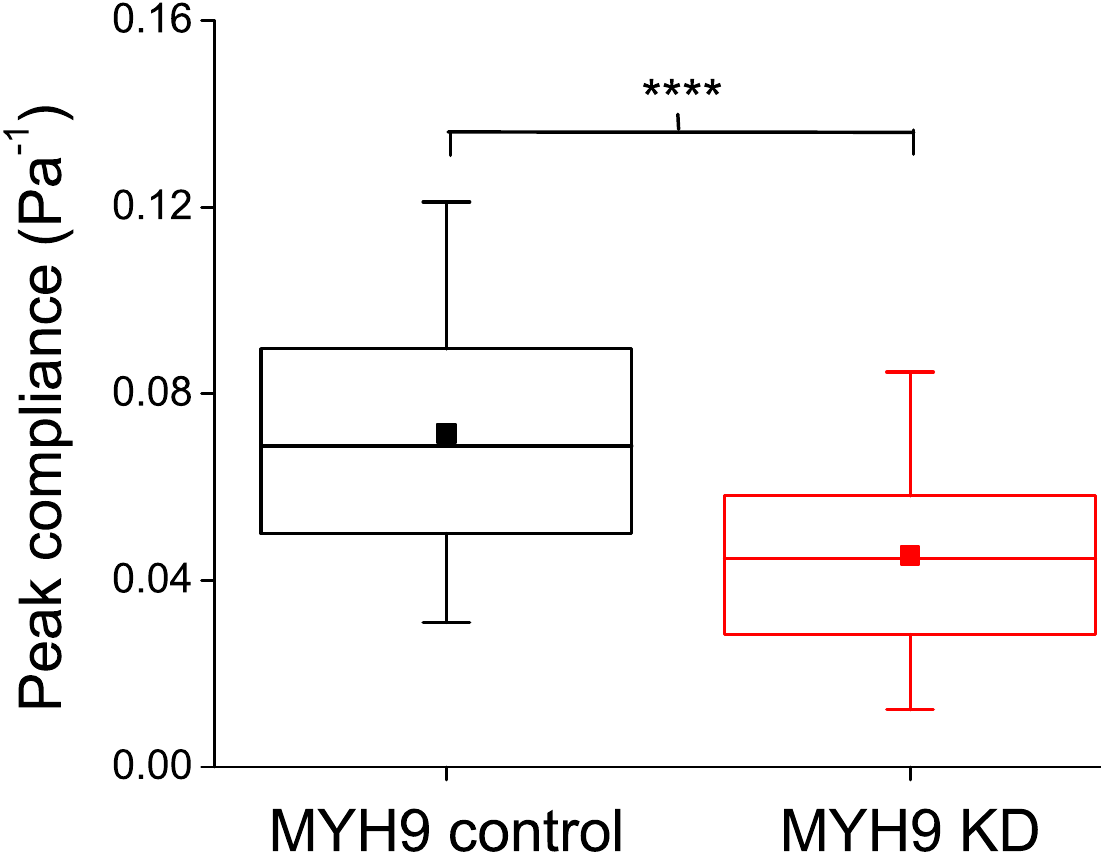 Peak compliance (Pa⁻¹)
0.16
0.12
0.08
0.04
0.00
****
MYH9 control
MYH9 KD